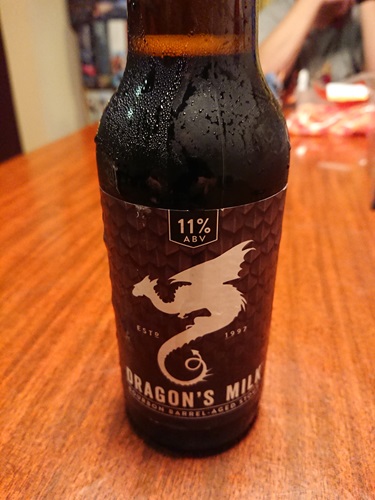 11%
ABV
ESTD 1997
DRAGON'S MILK
BOURBON BARREL-AGED STOUT